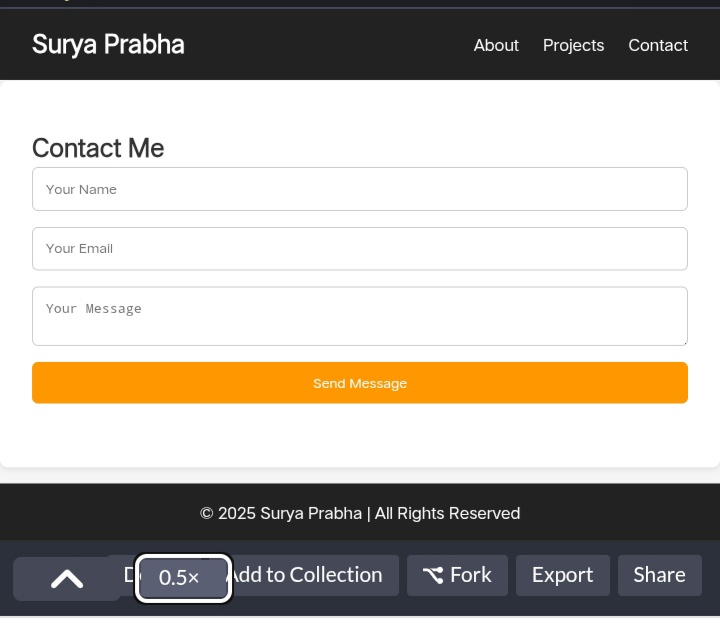 Surya Prabha
About Projects Contact
Contact Me
Your Name
Your Email
Your Message
Send Message
© 2025 Surya Prabha | All Rights Reserved
0.5× Add to Collection Fork Export Share